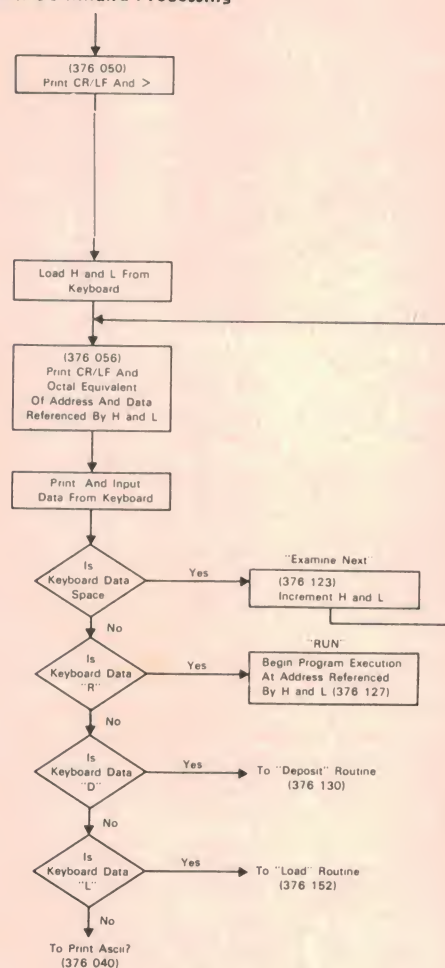 Processing
(376 050)
Print CR/LF And >
Load H and L From
Keyboard
(376 056)
Print CR/LF And
Octal Equivalent
Of Address And Data
Referenced By H and L
Print And Input
Data From Keyboard
Is
Keyboard Data
Space
Yes
"Examine Next"
(376 123)
Increment H and L
No
Is
Keyboard Data
"R"
Yes
"RUN"
Begin Program Execution
At Address Referenced
By H and L (376 127)
No
Is
Keyboard Data
"D"
Yes
To "Deposit" Routine
(376 130)
No
Is
Keyboard Data
"L"
Yes
To "Load" Routine
(376 152)
No
To Print Ascii?
(376 040)